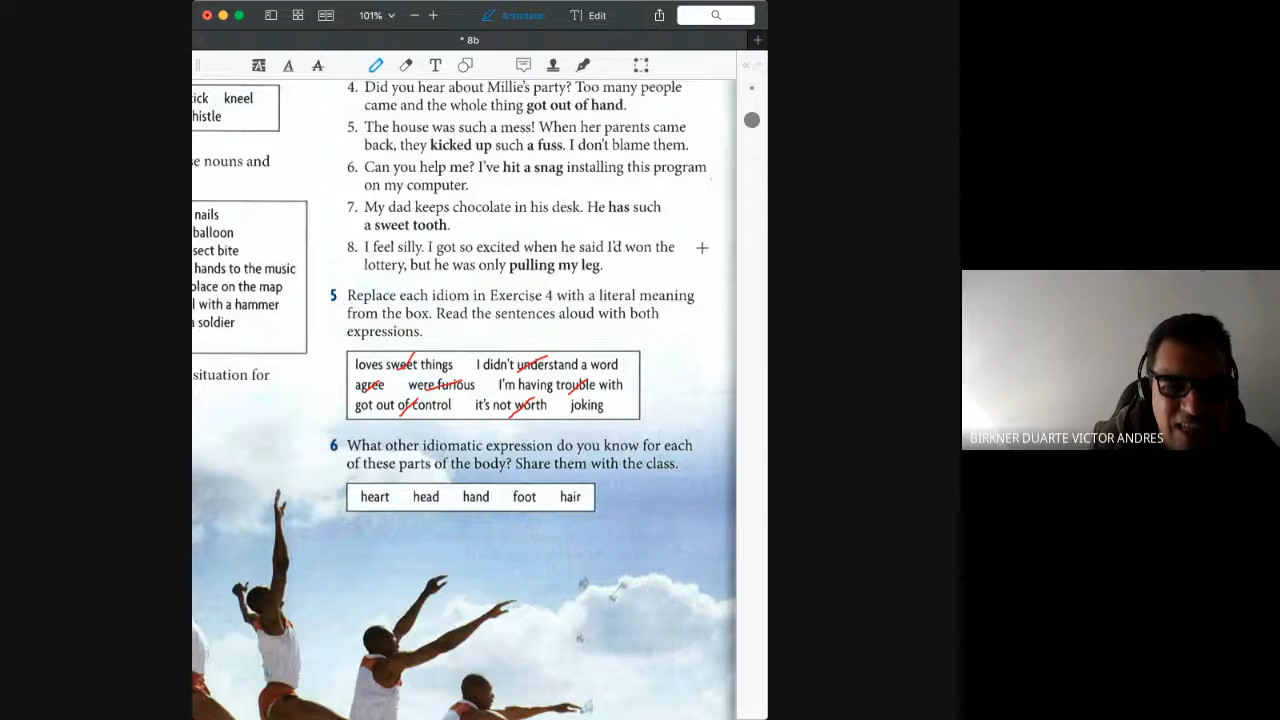 101%
Annotate
Edit
* 8b
kick kneel
whistle
se nouns and
nails
balloon
sect bite
hands to the music
place on the map
l with a hammer
a soldier
situation for
4. Did you hear about Millie's party? Too many people
came and the whole thing got out of hand.
5. The house was such a mess! When her parents came
back, they kicked up such a fuss. I don't blame them.
6. Can you help me? I've hit a snag installing this program
on my computer.
7. My dad keeps chocolate in his desk. He has such
a sweet tooth.
8. I feel silly. I got so excited when he said I'd won the
lottery, but he was only pulling my leg.
5 Replace each idiom in Exercise 4 with a literal meaning
from the box. Read the sentences aloud with both
expressions.
loves sweet things I didn't understand a word
agree were furious I'm having trouble with
got out of control it's not worth joking
6 What other idiomatic expression do you know for each
of these parts of the body? Share them with the class.
heart head hand foot hair
BIRKNER DUARTE VICTOR ANDRES